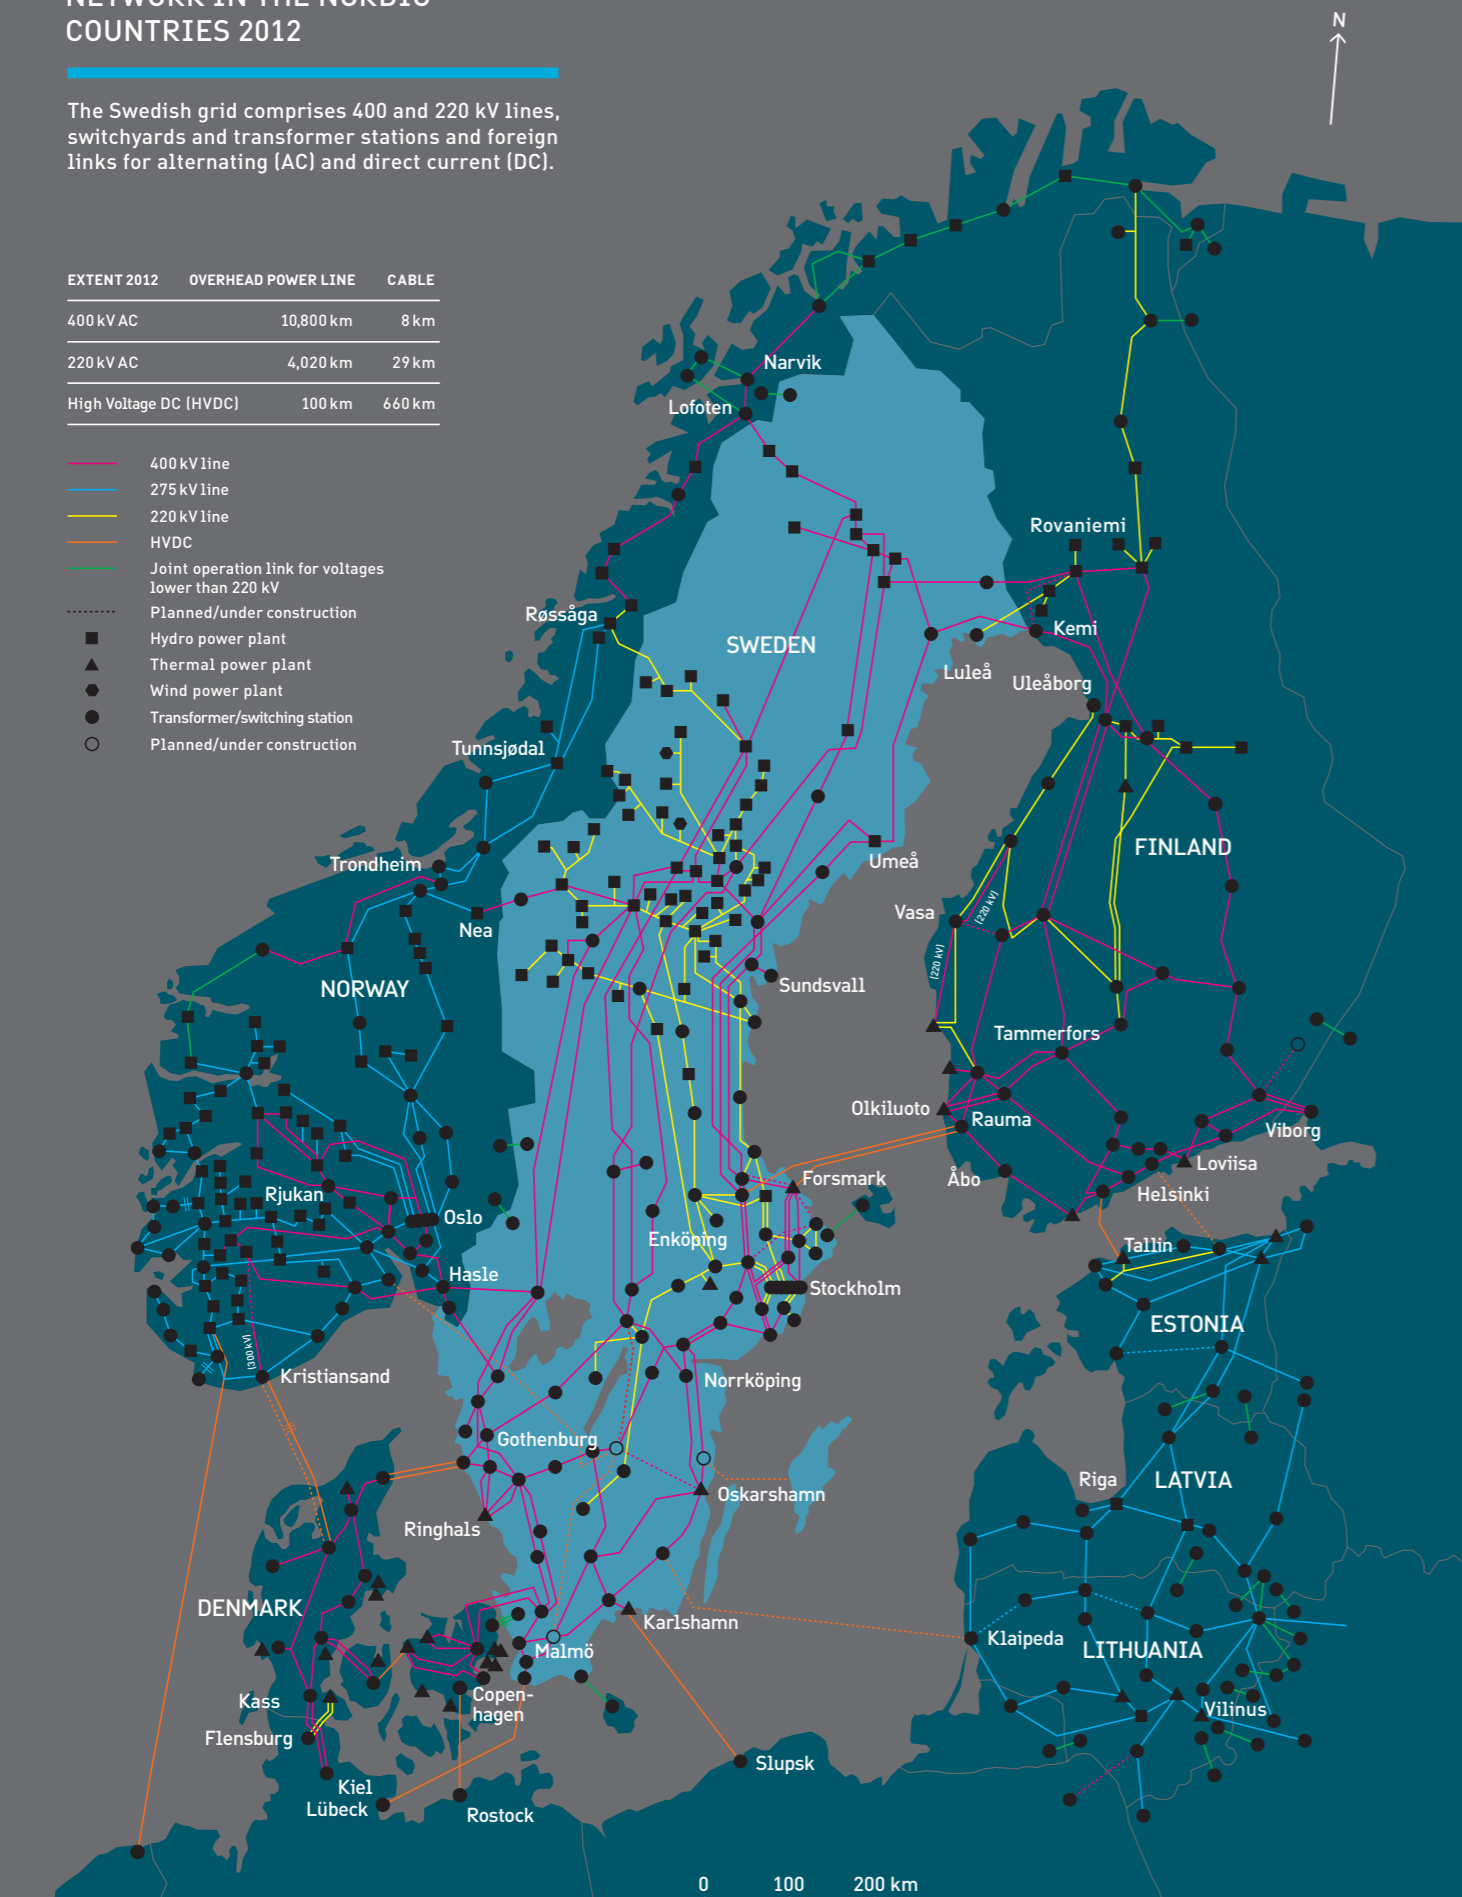 NETWORK IN THE NORDIC
COUNTRIES 2012
N
The Swedish grid comprises 400 and 220 kV lines,
switchyards and transformer stations and foreign
links for alternating (AC) and direct current (DC).
EXTENT 2012 OVERHEAD POWER LINE CABLE
400 kV AC 10,800 km 8 km
220 kV AC 4,020 km 29 km
High Voltage DC (HVDC) 100 km 660 km
400 kV line
275 kV line
220 kV line
HVDC
Joint operation link for voltages
lower than 220 kV
Planned/under construction
Hydro power plant
Thermal power plant
Wind power plant
Transformer/switching station
Planned/under construction
Narvik
Lofoten
Rovaniemi
Røssåga
Kemi
SWEDEN
Luleå
Uleåborg
Tunnsjødal
FINLAND
Trondheim
Umeå
Vasa
(220 kV)
Nea
(220 kV)
NORWAY
Sundsvall
Tammerfors
Olkiluoto
Rauma
Viborg
Loviisa
Åbo
Forsmark
Rjukan
Helsinki
Oslo
Enköping
Tallin
Hasle
Stockholm
ESTONIA
(300 kV)
Kristiansand
Norrköping
Gothenburg
Riga
LATVIA
Oskarshamn
Ringhals
DENMARK
Karlshamn
Klaipeda
Malmö
LITHUANIA
Kass
Copen-
hagen
Vilinus
Flensburg
Slupsk
Kiel
Lübeck
Rostock
0 100 200 km